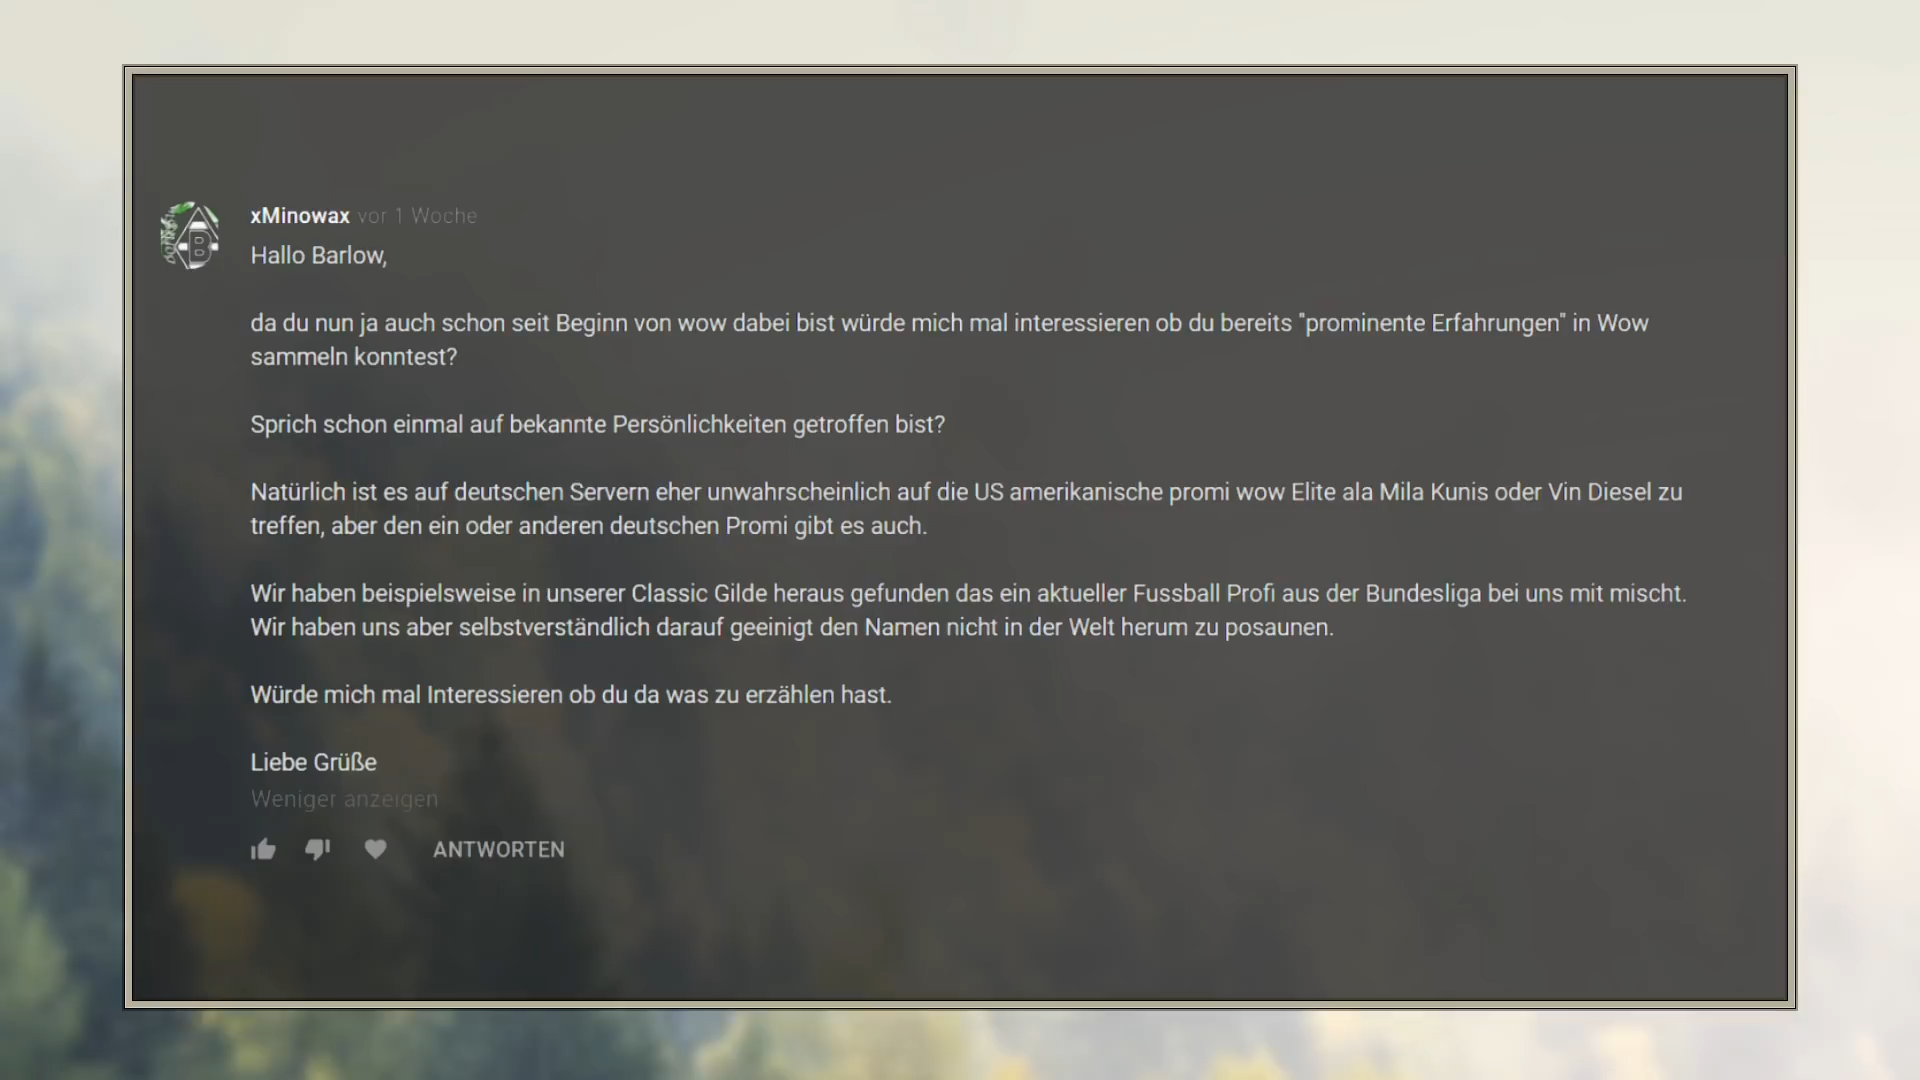 xMinowax vor 1 Woche
Hallo Barlow,
da du nun ja auch schon seit Beginn von wow dabei bist würde mich mal interessieren ob du bereits "prominente Erfahrungen" in Wow
sammeln konntest?
Sprich schon einmal auf bekannte Persönlichkeiten getroffen bist?
Natürlich ist es auf deutschen Servern eher unwahrscheinlich auf die US amerikanische promi wow Elite ala Mila Kunis oder Vin Diesel zu
treffen, aber den ein oder anderen deutschen Promi gibt es auch.
Wir haben beispielsweise in unserer Classic Gilde heraus gefunden das ein aktueller Fussball Profi aus der Bundesliga bei uns mit mischt.
Wir haben uns aber selbstverständlich darauf geeinigt den Namen nicht in der Welt herum zu posaunen.
Würde mich mal Interessieren ob du da was zu erzählen hast.
Liebe Grüße
Weniger anzeigen
ANTWORTEN